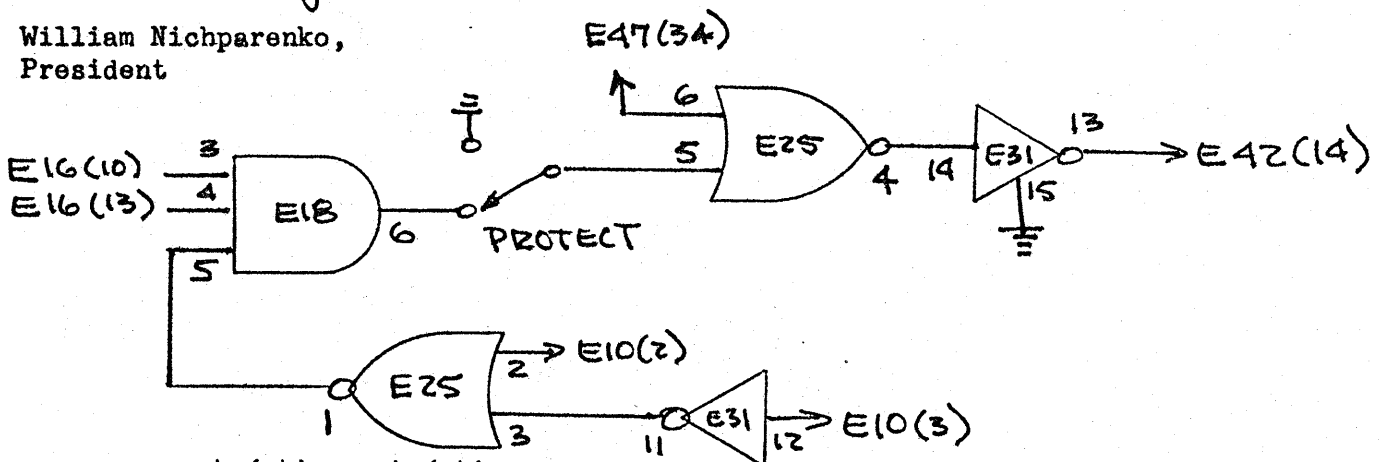 William Nichparenko,
President
E47(34)
6
5
E25
4
14
E31
13
15
E42(14)
E16(10)
3
E16(13)
4
E18
5
6
PROTECT
E25
2
E10(2)
1
3
11
E31
12
E10(3)